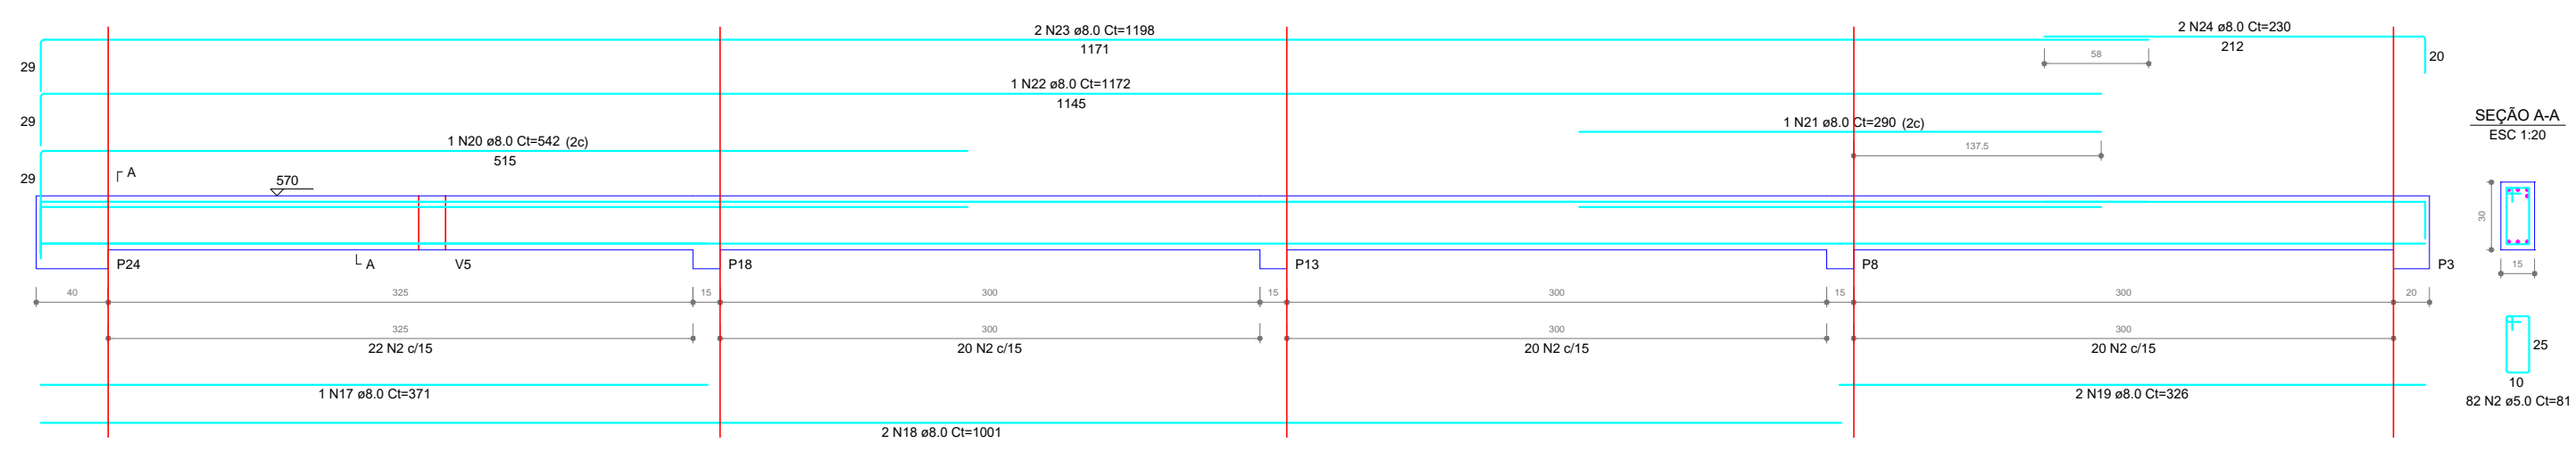 2 N23 ø8.0 Ct=1198
1171
2 N24 ø8.0 Ct=230
212
58
29
20
1 N22 ø8.0 Ct=1172
1145
29
1 N21 ø8.0 Ct=290 (2c)
137.5
1 N20 ø8.0 Ct=542 (2c)
515
29
SEÇÃO A-A
ESC 1:20
A
570
30
15
A
P24
V5
P18
P13
P8
P3
40
325
15
300
15
300
15
300
20
325
300
300
300
22 N2 c/15
20 N2 c/15
20 N2 c/15
20 N2 c/15
25
10
82 N2 ø5.0 Ct=81
1 N17 ø8.0 Ct=371
2 N19 ø8.0 Ct=326
2 N18 ø8.0 Ct=1001